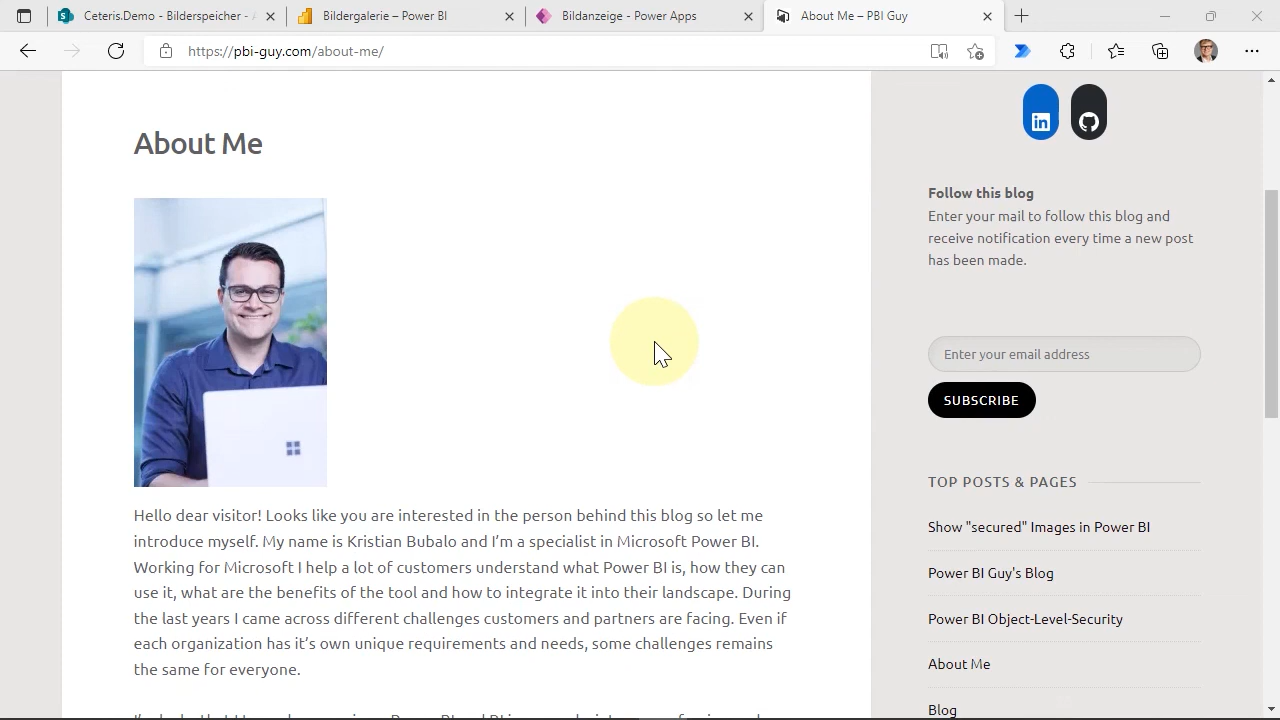 Ceteris.Demo - Bilderspeicher -
Bildergalerie – Power BI
Bildanzeige - Power Apps
About Me – PBI Guy
https://pbi-guy.com/about-me/
About Me
Hello dear visitor! Looks like you are interested in the person behind this blog so let me
introduce myself. My name is Kristian Bubalo and I’m a specialist in Microsoft Power BI.
Working for Microsoft I help a lot of customers understand what Power BI is, how they can
use it, what are the benefits of the tool and how to integrate it into their landscape. During
the last years I came across different challenges customers and partners are facing. Even if
each organization has it’s own unique requirements and needs, some challenges remains
the same for everyone.
in
Follow this blog
Enter your mail to follow this blog and
receive notification every time a new post
has been made.
Enter your email address
SUBSCRIBE
TOP POSTS & PAGES
Show "secured" Images in Power BI
Power BI Guy's Blog
Power BI Object-Level-Security
About Me
Blog